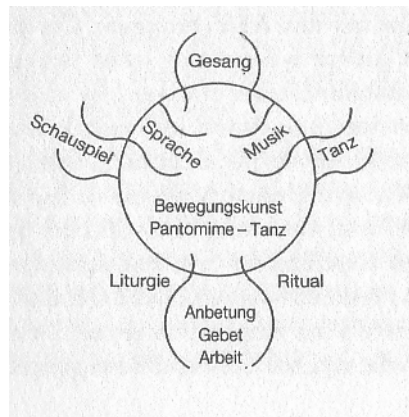 Gesang
Schauspiel
Sprache
Musik
Tanz
Bewegungskunst
Pantomime – Tanz
Liturgie
Ritual
Anbetung
Gebet
Arbeit